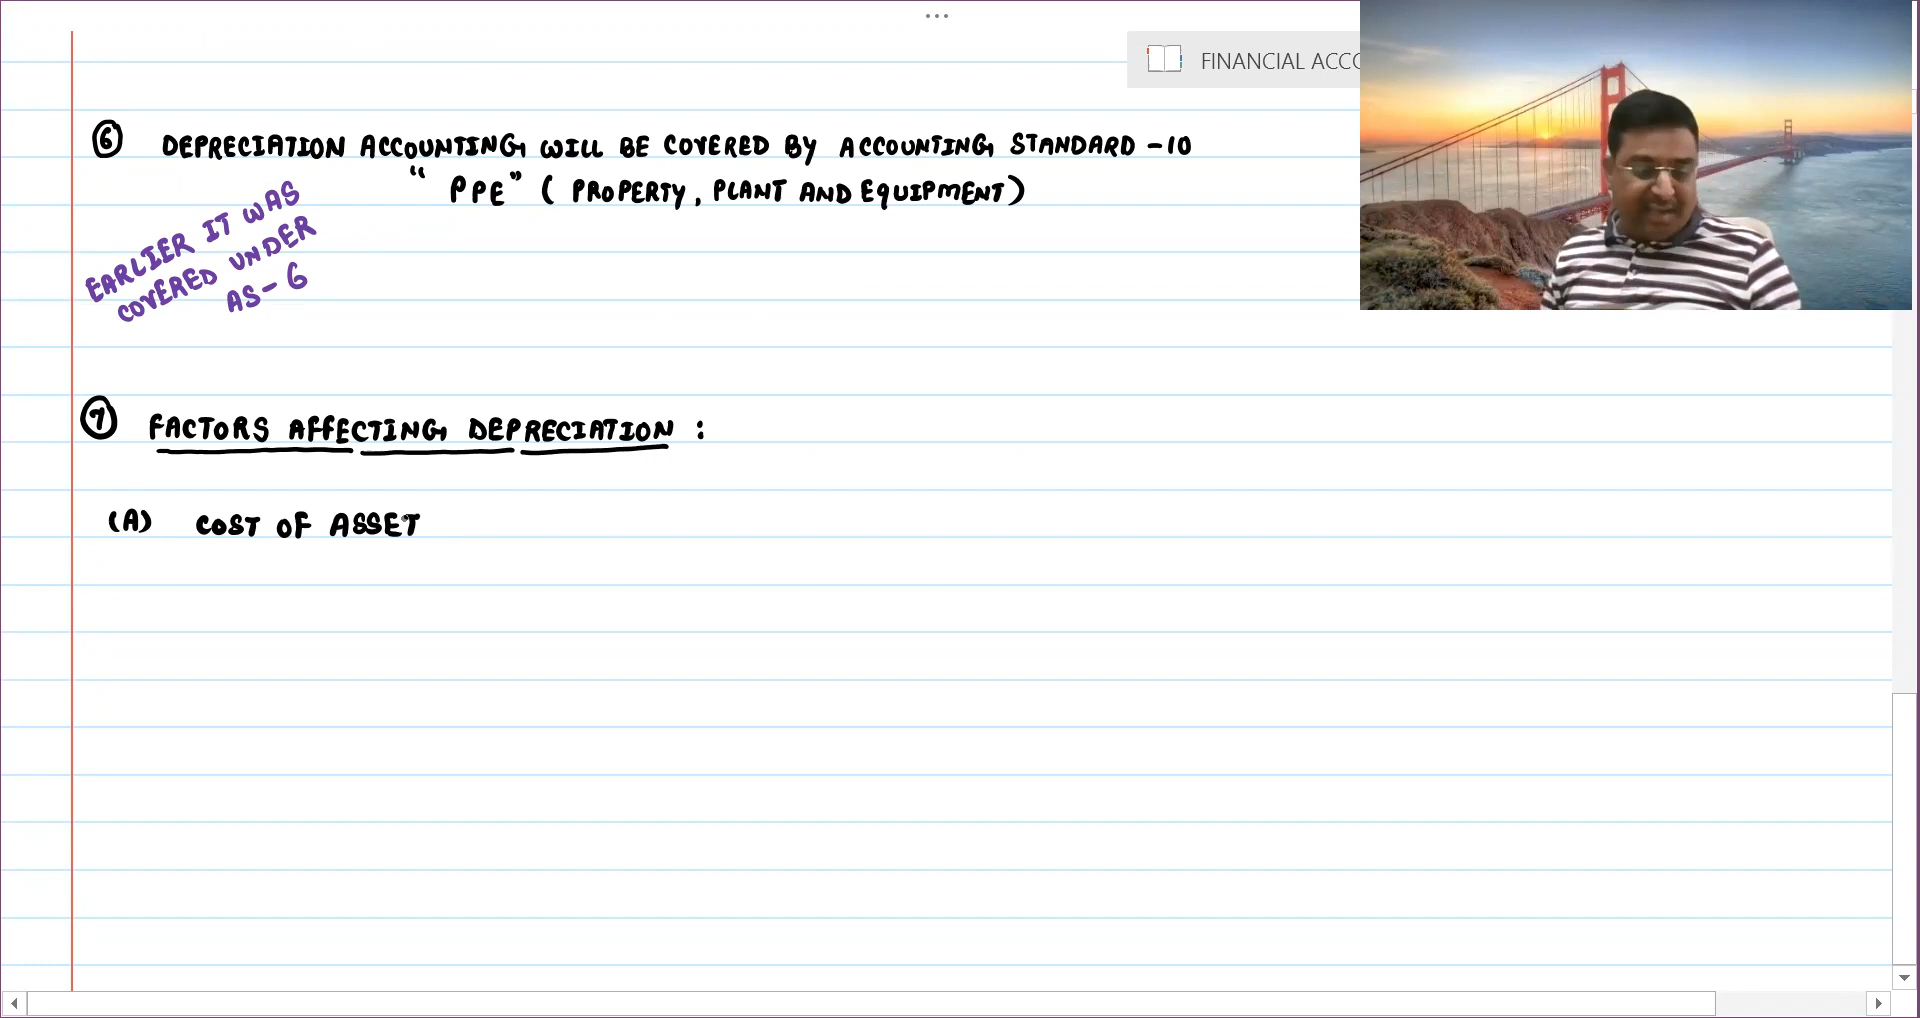 FINANCIAL ACCO
⑥ DEPRECIATION ACCOUNTING WILL BE COVERED BY ACCOUNTING STANDARD -10
“PPE” ( PROPERTY, PLANT AND EQUIPMENT)
EARLIER IT WAS
COVERED UNDER
AS-6
⑦ FACTORS AFFECTING DEPRECIATION :
(A) COST OF ASSET